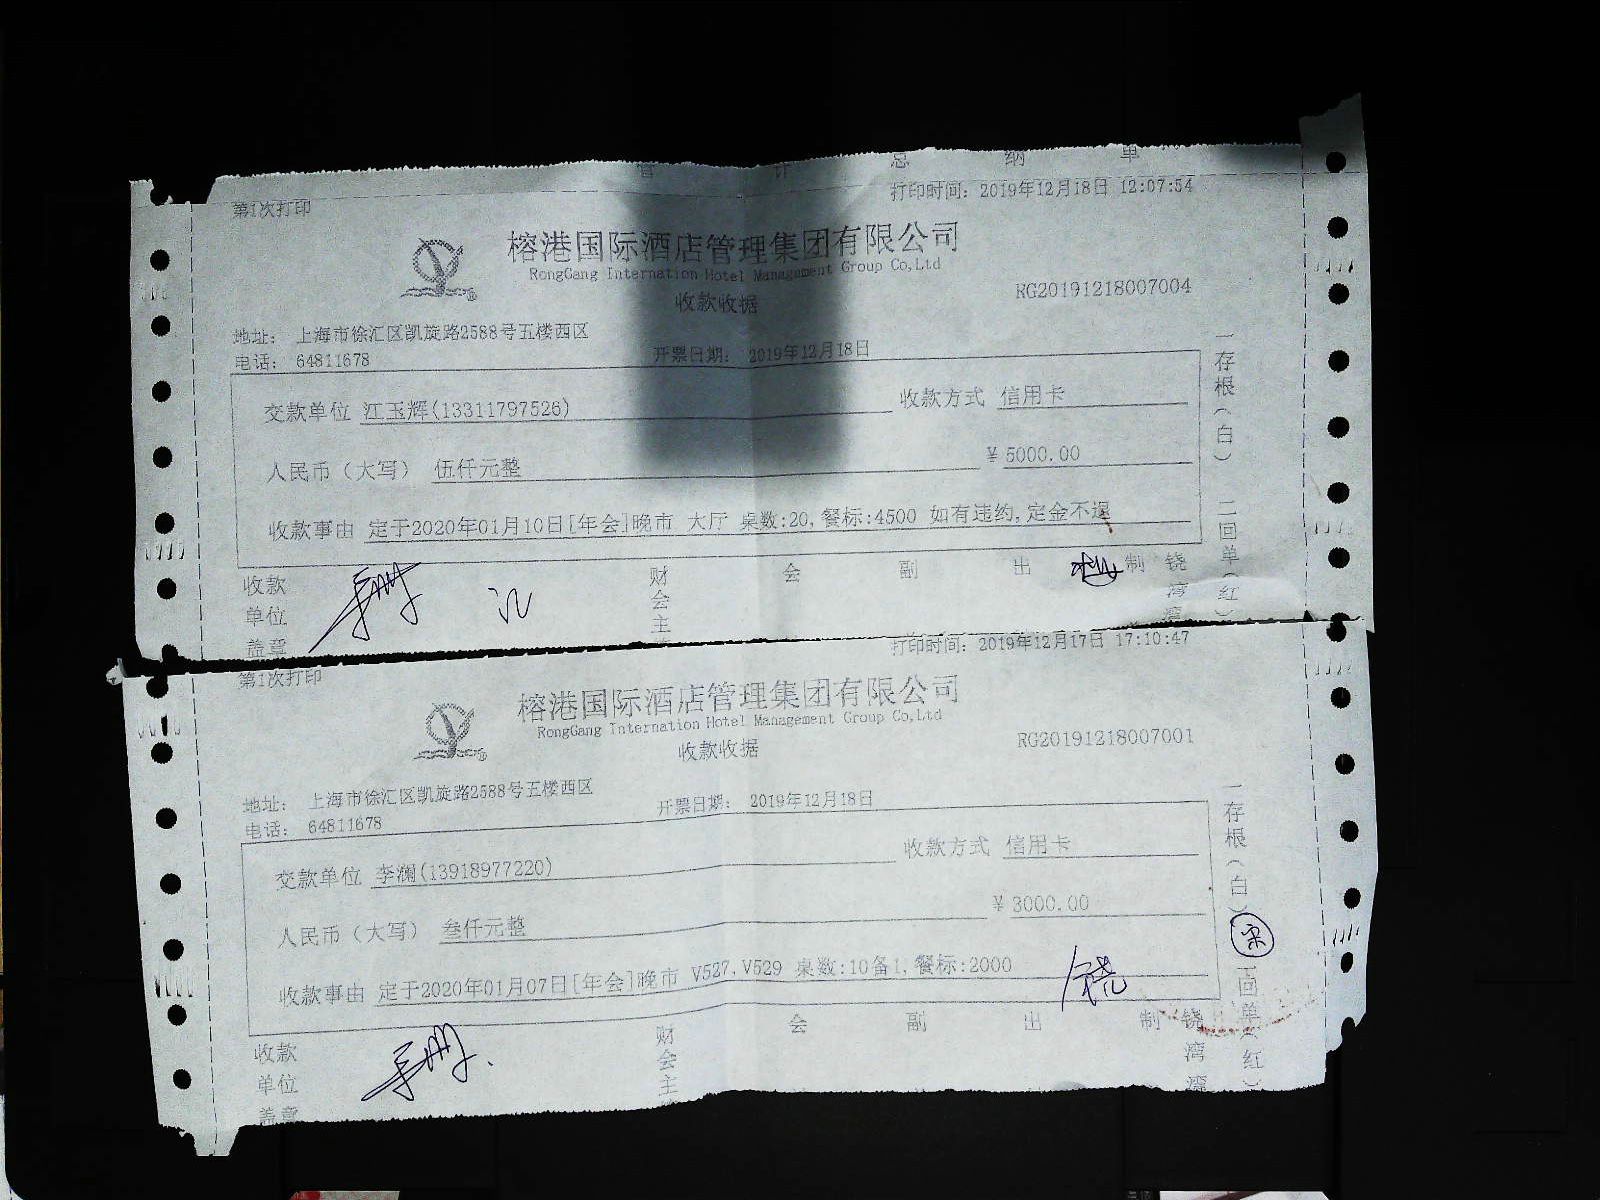 管 计 总 纳 单
第1次打印 打印时间: 2019年12月18日 12:07:54
榕港国际酒店管理集团有限公司
RongGang Internation Hotel Management Group Co,Ltd
收款收据 RG20191218007004
地址: 上海市徐汇区凯旋路2588号五楼西区
电话: 64811678 开票日期: 2019年12月18日
交款单位 江玉辉(13311797526) 收款方式 信用卡
人民币（大写） 伍仟元整 ¥ 5000.00
收款事由 定于2020年01月10日[年会]晚市 大厅 桌数:20,餐标:4500 如有违约,定金不退
一存根(白) 二回单(红)
收款单位盖章 财会主 会 副 出 制 饶湾湾
第1次打印 打印时间: 2019年12月17日 17:10:47
榕港国际酒店管理集团有限公司
RongGang Internation Hotel Management Group Co,Ltd
收款收据 RG20191218007001
地址: 上海市徐汇区凯旋路2588号五楼西区
电话: 64811678 开票日期: 2019年12月18日
交款单位 李澜(13918977220) 收款方式 信用卡
人民币（大写） 叁仟元整 ¥ 3000.00
收款事由 定于2020年01月07日[年会]晚市 V527,V529 桌数:10备1,餐标:2000
一存根(白) 二回单(红)
收款单位盖章 财会主 会 副 出 制 饶湾湾